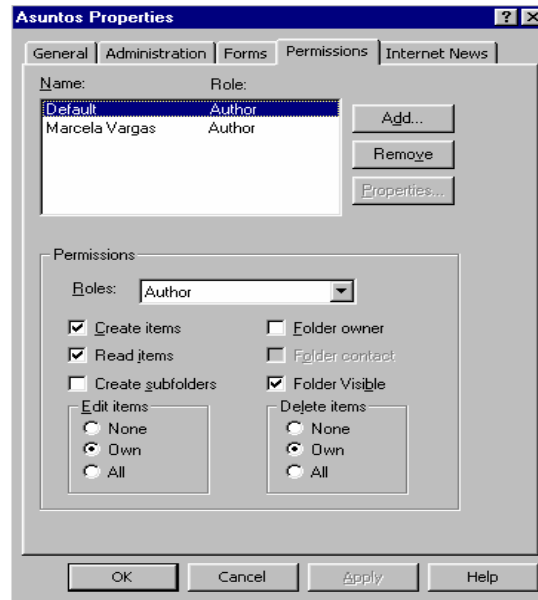 Asuntos Properties
General Administration Forms Permissions Internet News
Name: Role:
Default Author
Marcela Vargas Author
Add...
Remove
Properties...
Permissions
Roles: Author
Create items Folder owner
Read items Folder contact
Create subfolders Folder Visible
Edit items Delete items
None None
Own Own
All All
OK Cancel Apply Help